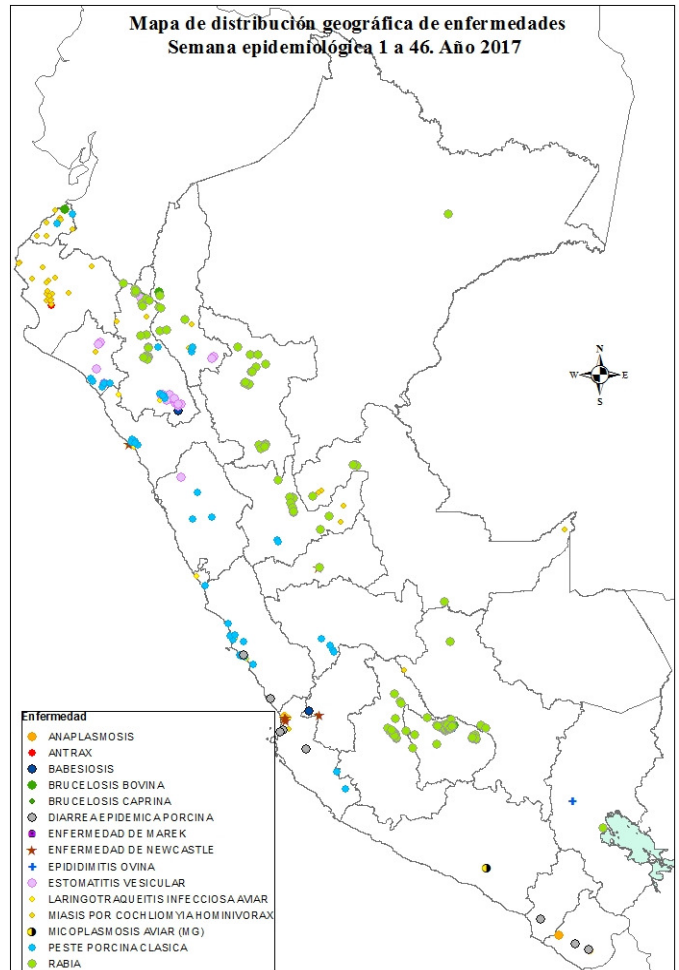 Mapa de distribución geográfica de enfermedades
Semana epidemiológica 1 a 46. Año 2017
N
W E
S
Enfermedad
ANAPLASMOSIS
ANTRAX
BABESIOSIS
BRUCELOSIS BOVINA
BRUCELOSIS CAPRINA
DIARREA EPIDEMICA PORCINA
ENFERMEDAD DE MAREK
ENFERMEDAD DE NEWCASTLE
EPIDIDIMITIS OVINA
ESTOMATITIS VESICULAR
LARINGOTRAQUEITIS INFECCIOSA AVIAR
MIASIS POR COCHLIOMYIA HOMINIVORAX
MICOPLASMOSIS AVIAR (MG)
PESTE PORCINA CLASICA
RABIA